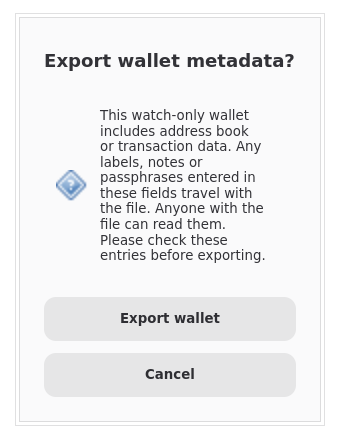 Export wallet metadata?
This watch-only wallet
includes address book
or transaction data. Any
labels, notes or
passphrases entered in
these fields travel with
the file. Anyone with the
file can read them.
Please check these
entries before exporting.
Export wallet
Cancel